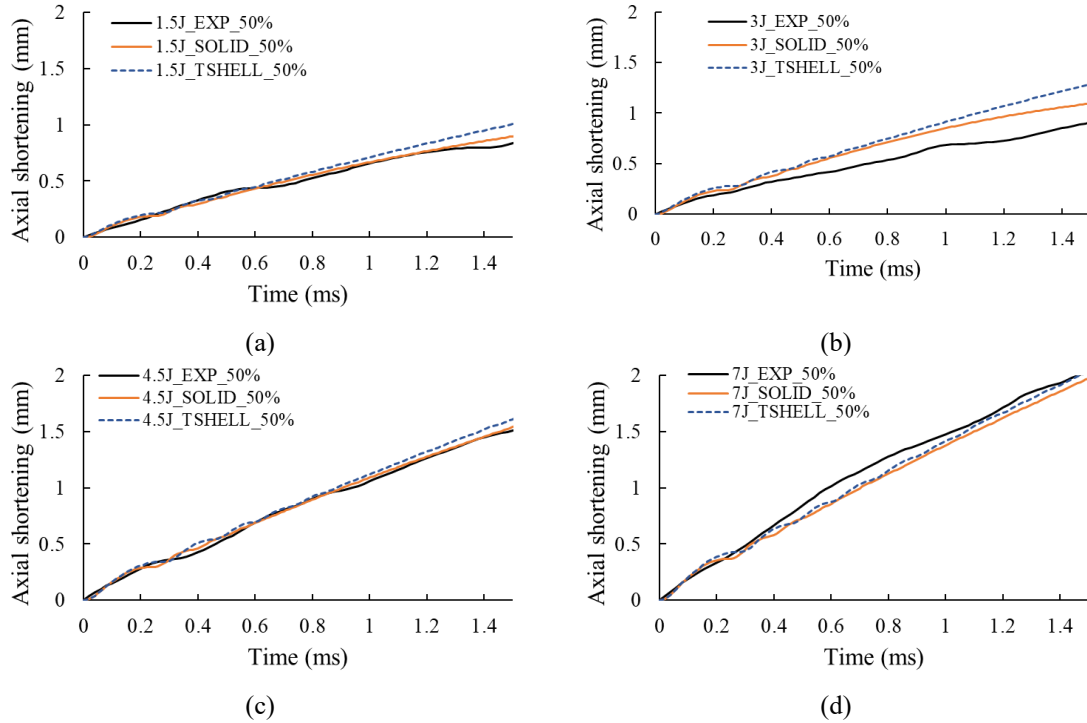 1.5J_EXP_50%
1.5J_SOLID_50%
1.5J_TSHELL_50%
Axial shortening (mm)
2
1.5
1
0.5
0
0 0.2 0.4 0.6 0.8 1 1.2 1.4
Time (ms)
(a)
3J_EXP_50%
3J_SOLID_50%
3J_TSHELL_50%
Axial shortening (mm)
2
1.5
1
0.5
0
0 0.2 0.4 0.6 0.8 1 1.2 1.4
Time (ms)
(b)
4.5J_EXP_50%
4.5J_SOLID_50%
4.5J_TSHELL_50%
Axial shortening (mm)
2
1.5
1
0.5
0
0 0.2 0.4 0.6 0.8 1 1.2 1.4
Time (ms)
(c)
7J_EXP_50%
7J_SOLID_50%
7J_TSHELL_50%
Axial shortening (mm)
2
1.5
1
0.5
0
0 0.2 0.4 0.6 0.8 1 1.2 1.4
Time (ms)
(d)